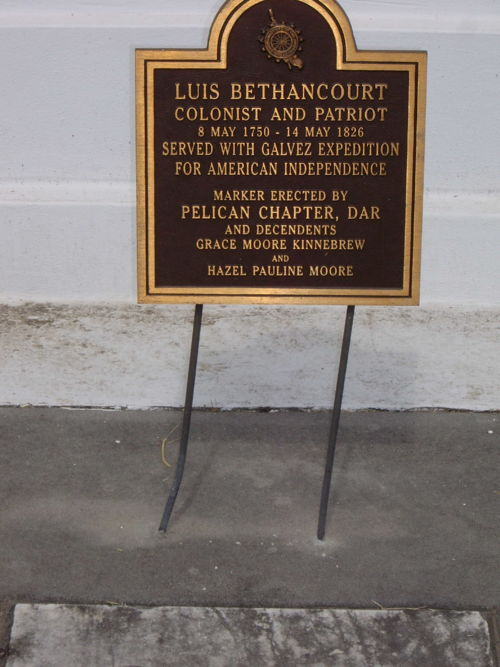 LUIS BETHANCOURT
COLONIST AND PATRIOT
8 MAY 1750 - 14 MAY 1826
SERVED WITH GALVEZ EXPEDITION
FOR AMERICAN INDEPENDENCE
MARKER ERECTED BY
PELICAN CHAPTER, DAR
AND DECENDENTS
GRACE MOORE KINNEBREW
AND
HAZEL PAULINE MOORE